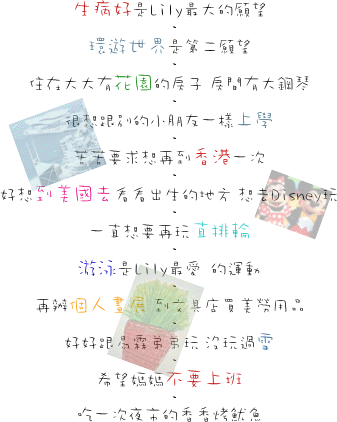 生病好是Lily最大的願望
環遊世界是第二願望
住在大大有花園的房子 房間有大鋼琴
很想跟別的小朋友一樣上學
苦苦要求想再到香港一次
好想到美國去看看出生的地方 想去Disney玩
一直想要再玩直排輪
游泳是Lily最愛 的運動
再辦個人畫展 到文具店買美勞用品
好好跟易霖弟弟玩 沒玩過雪
希望媽媽不要上班
吃一次夜市的香香烤魷魚